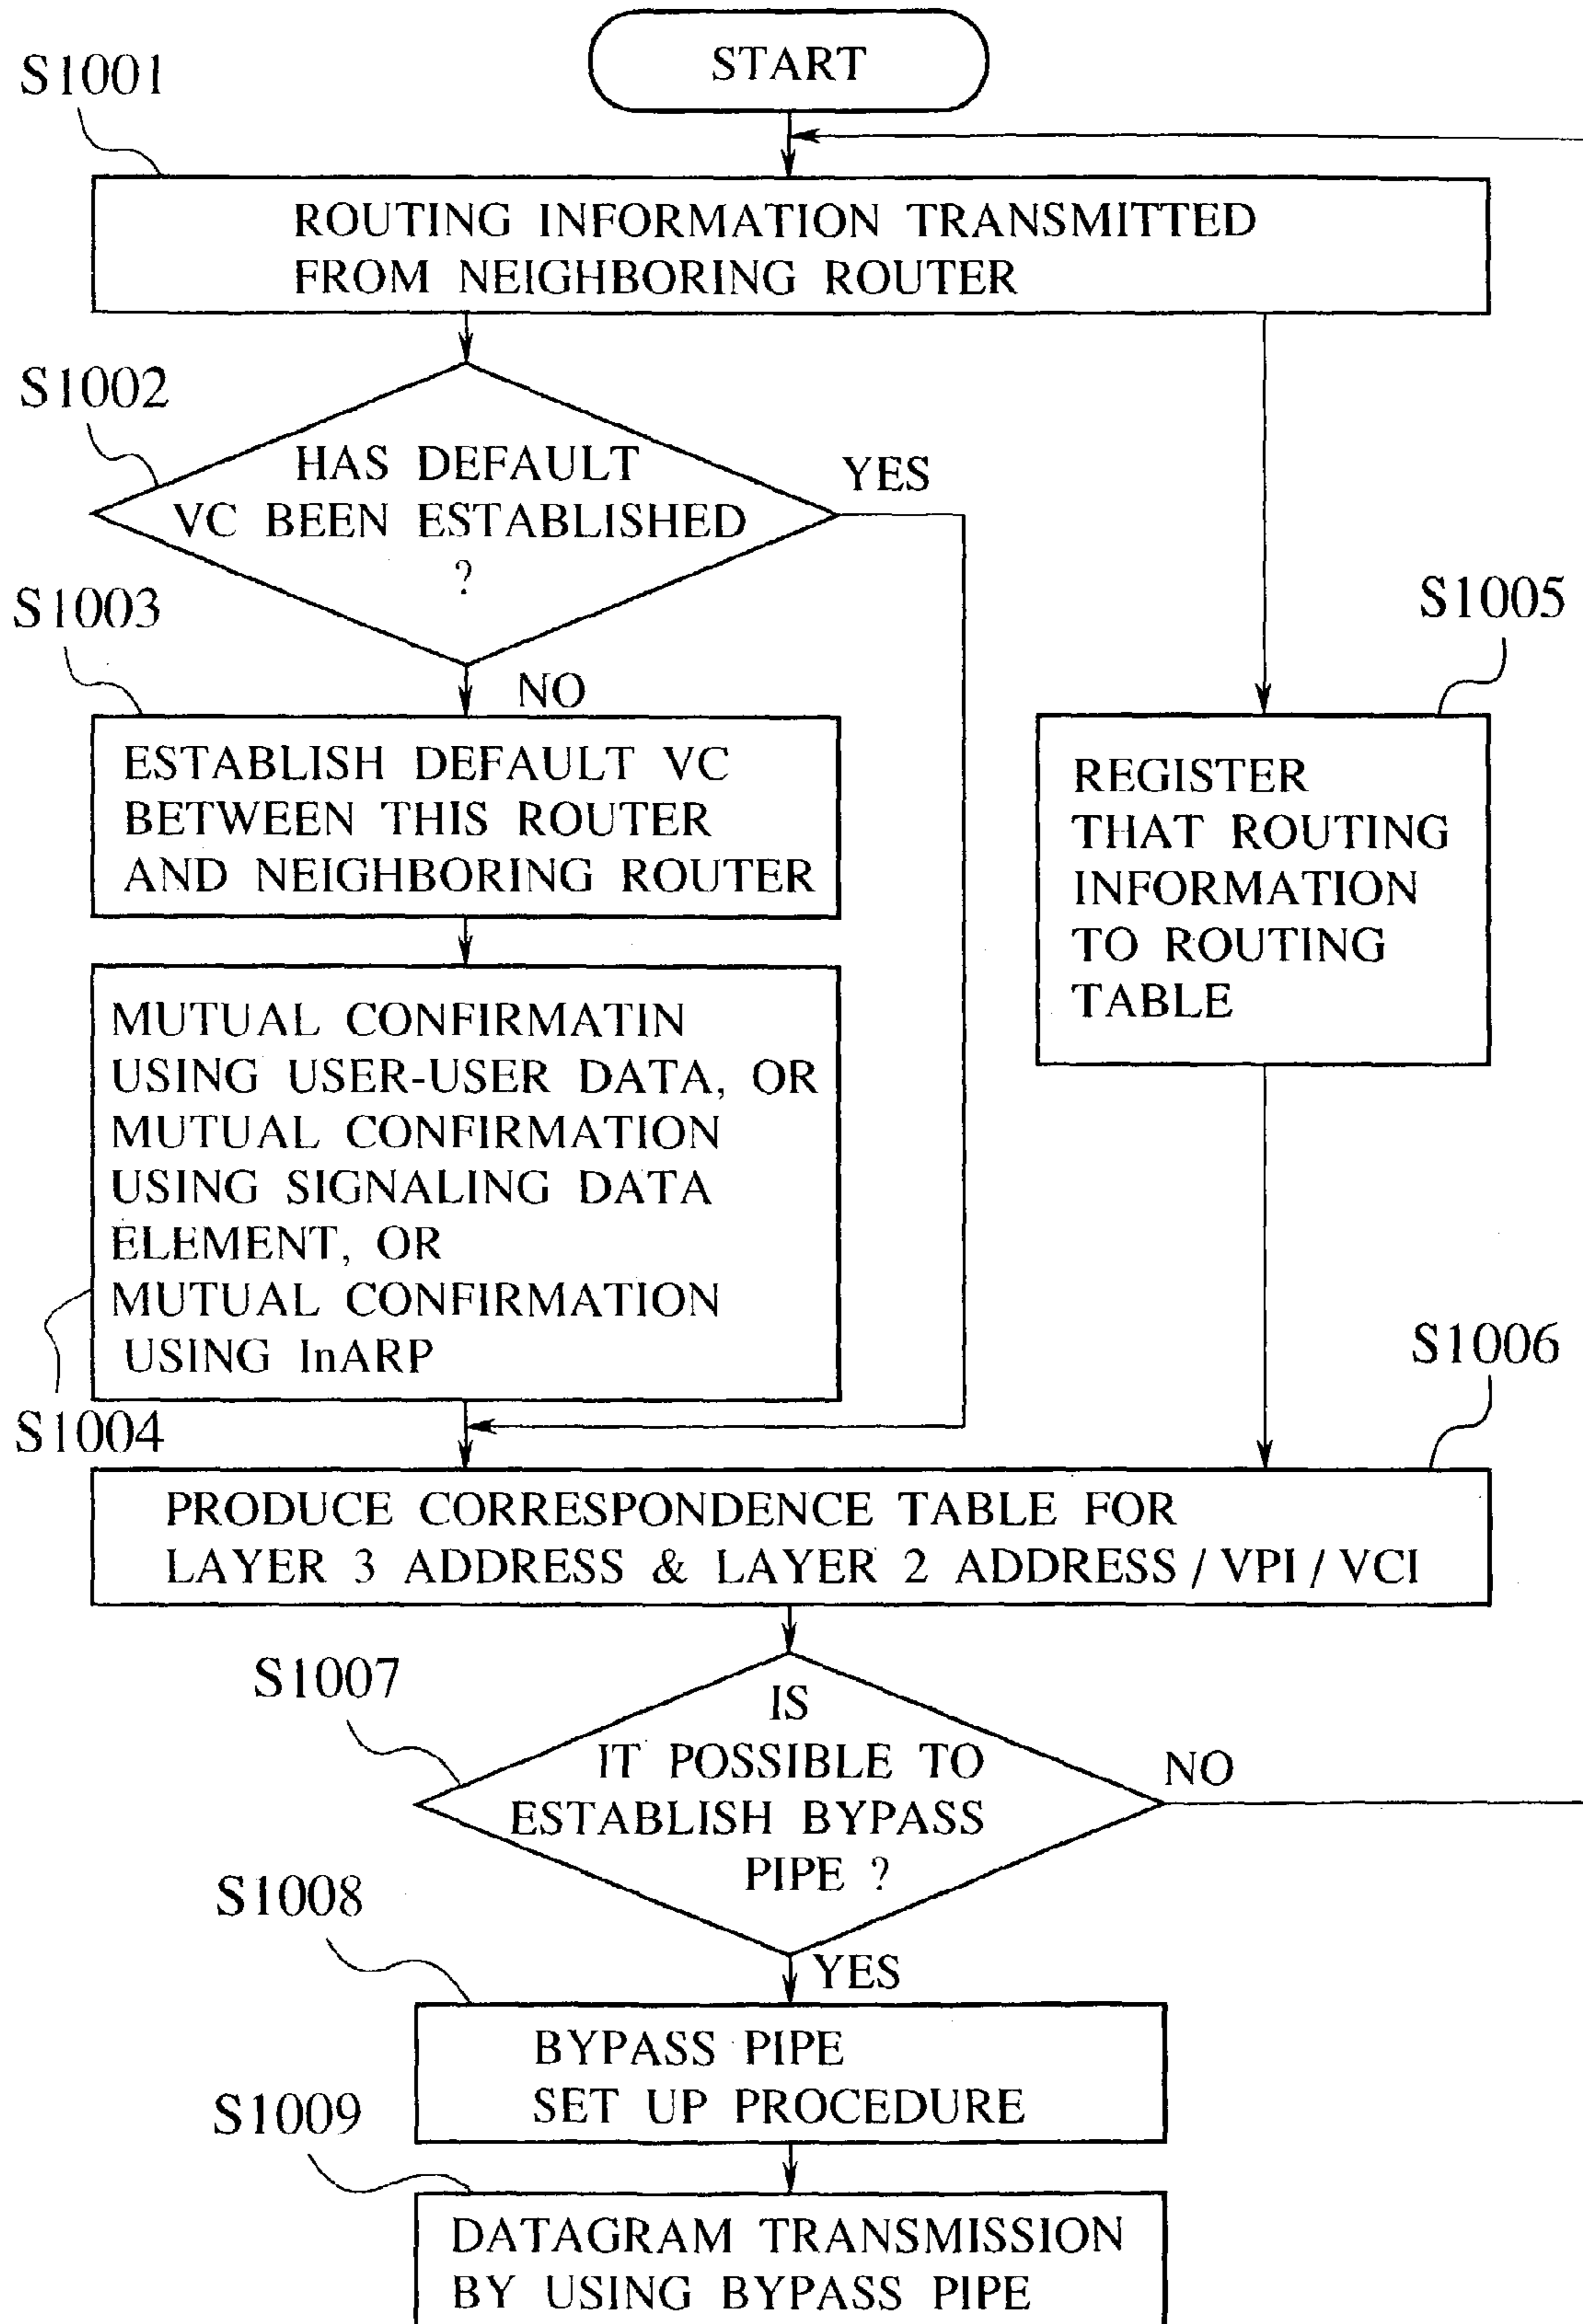 START
S1001
ROUTING INFORMATION TRANSMITTED
FROM NEIGHBORING ROUTER
S1002
HAS DEFAULT
VC BEEN ESTABLISHED
?
YES
NO
S1003
ESTABLISH DEFAULT VC
BETWEEN THIS ROUTER
AND NEIGHBORING ROUTER
S1005
REGISTER
THAT ROUTING
INFORMATION
TO ROUTING
TABLE
MUTUAL CONFIRMATIN
USING USER-USER DATA, OR
MUTUAL CONFIRMATION
USING SIGNALING DATA
ELEMENT, OR
MUTUAL CONFIRMATION
USING InARP
S1004
S1006
PRODUCE CORRESPONDENCE TABLE FOR
LAYER 3 ADDRESS & LAYER 2 ADDRESS / VPI / VCI
S1007
IS
IT POSSIBLE TO
ESTABLISH BYPASS
PIPE ?
NO
YES
S1008
BYPASS PIPE
SET UP PROCEDURE
S1009
DATAGRAM TRANSMISSION
BY USING BYPASS PIPE